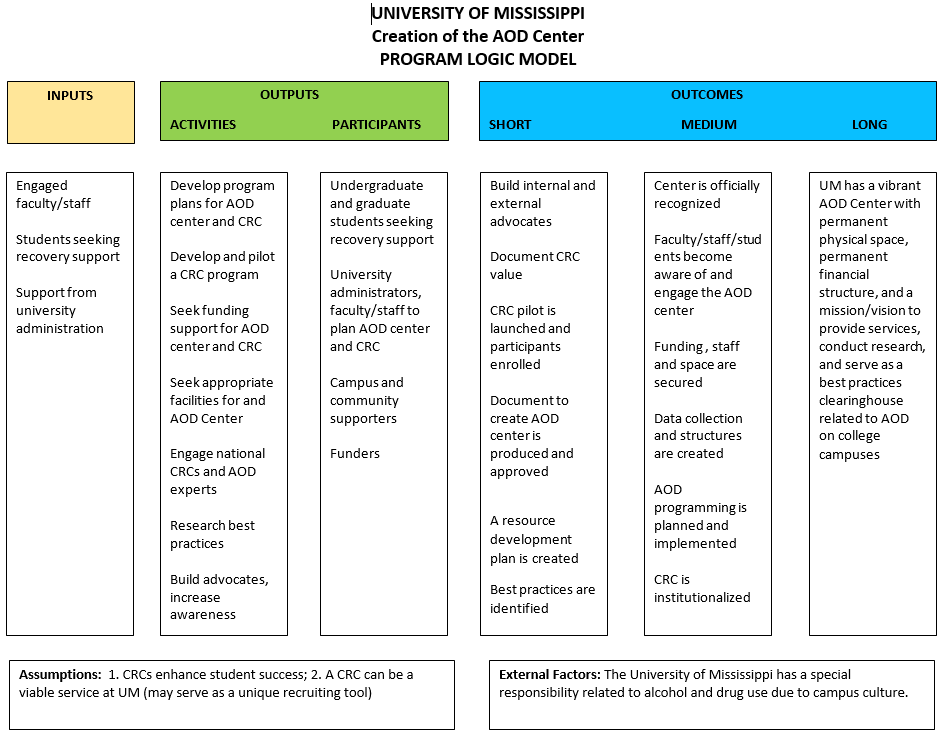 UNIVERSITY OF MISSISSIPPI
Creation of the AOD Center
PROGRAM LOGIC MODEL
INPUTS
OUTPUTS
ACTIVITIES
PARTICIPANTS
OUTCOMES
SHORT
MEDIUM
LONG
Engaged
faculty/staff
Students seeking
recovery support
Support from
university
administration
Develop program
plans for AOD
center and CRC
Develop and pilot
a CRC program
Seek funding
support for AOD
center and CRC
Seek appropriate
facilities for and
AOD Center
Engage national
CRCs and AOD
experts
Research best
practices
Build advocates,
increase
awareness
Undergraduate
and graduate
students seeking
recovery support
University
administrators,
faculty/staff to
plan AOD center
and CRC
Campus and
community
supporters
Funders
Build internal and
external
advocates
Document CRC
value
CRC pilot is
launched and
participants
enrolled
Document to
create AOD
center is
produced and
approved
A resource
development
plan is created
Best practices are
identified
Center is officially
recognized
Faculty/staff/stud
ents become
aware of and
engage the AOD
center
Funding , staff
and space are
secured
Data collection
and structures
are created
AOD
programming is
planned and
implemented
CRC is
institutionalized
UM has a vibrant
AOD Center with
permanent
physical space,
permanent
financial
structure, and a
mission/vision to
provide services,
conduct research,
and serve as a
best practices
clearinghouse
related to AOD
on college
campuses
Assumptions: 1. CRCs enhance student success; 2. A CRC can be a
viable service at UM (may serve as a unique recruiting tool)
External Factors: The University of Mississippi has a special
responsibility related to alcohol and drug use due to campus culture.